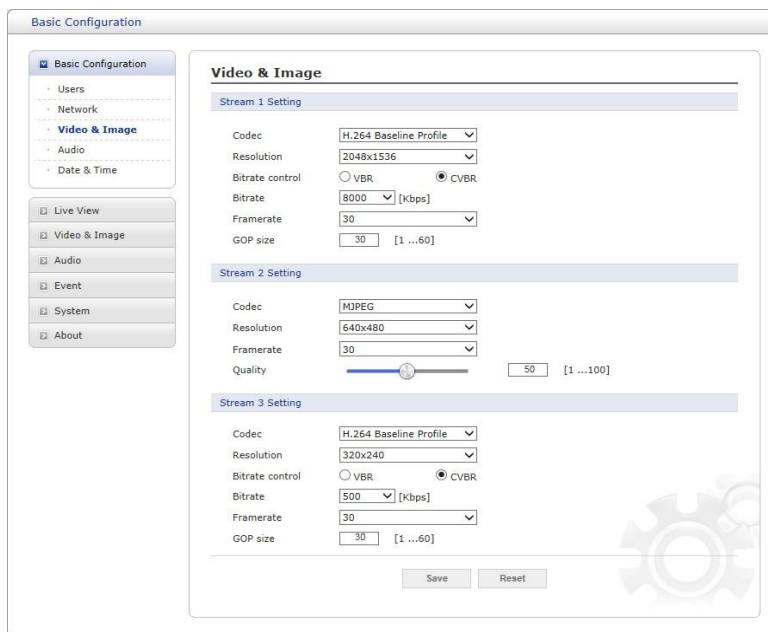 Basic Configuration
Basic Configuration
Users
Network
Video & Image
Audio
Date & Time
Live View
Video & Image
Audio
Event
System
About
Video & Image
Stream 1 Setting
Codec H.264 Baseline Profile
Resolution 2048x1536
Bitrate control VBR CVBR
Bitrate 8000 [Kbps]
Framerate 30
GOP size 30 [1 ...60]
Stream 2 Setting
Codec MJPEG
Resolution 640x480
Framerate 30
Quality 50 [1 ...100]
Stream 3 Setting
Codec H.264 Baseline Profile
Resolution 320x240
Bitrate control VBR CVBR
Bitrate 500 [Kbps]
Framerate 30
GOP size 30 [1 ...60]
Save Reset